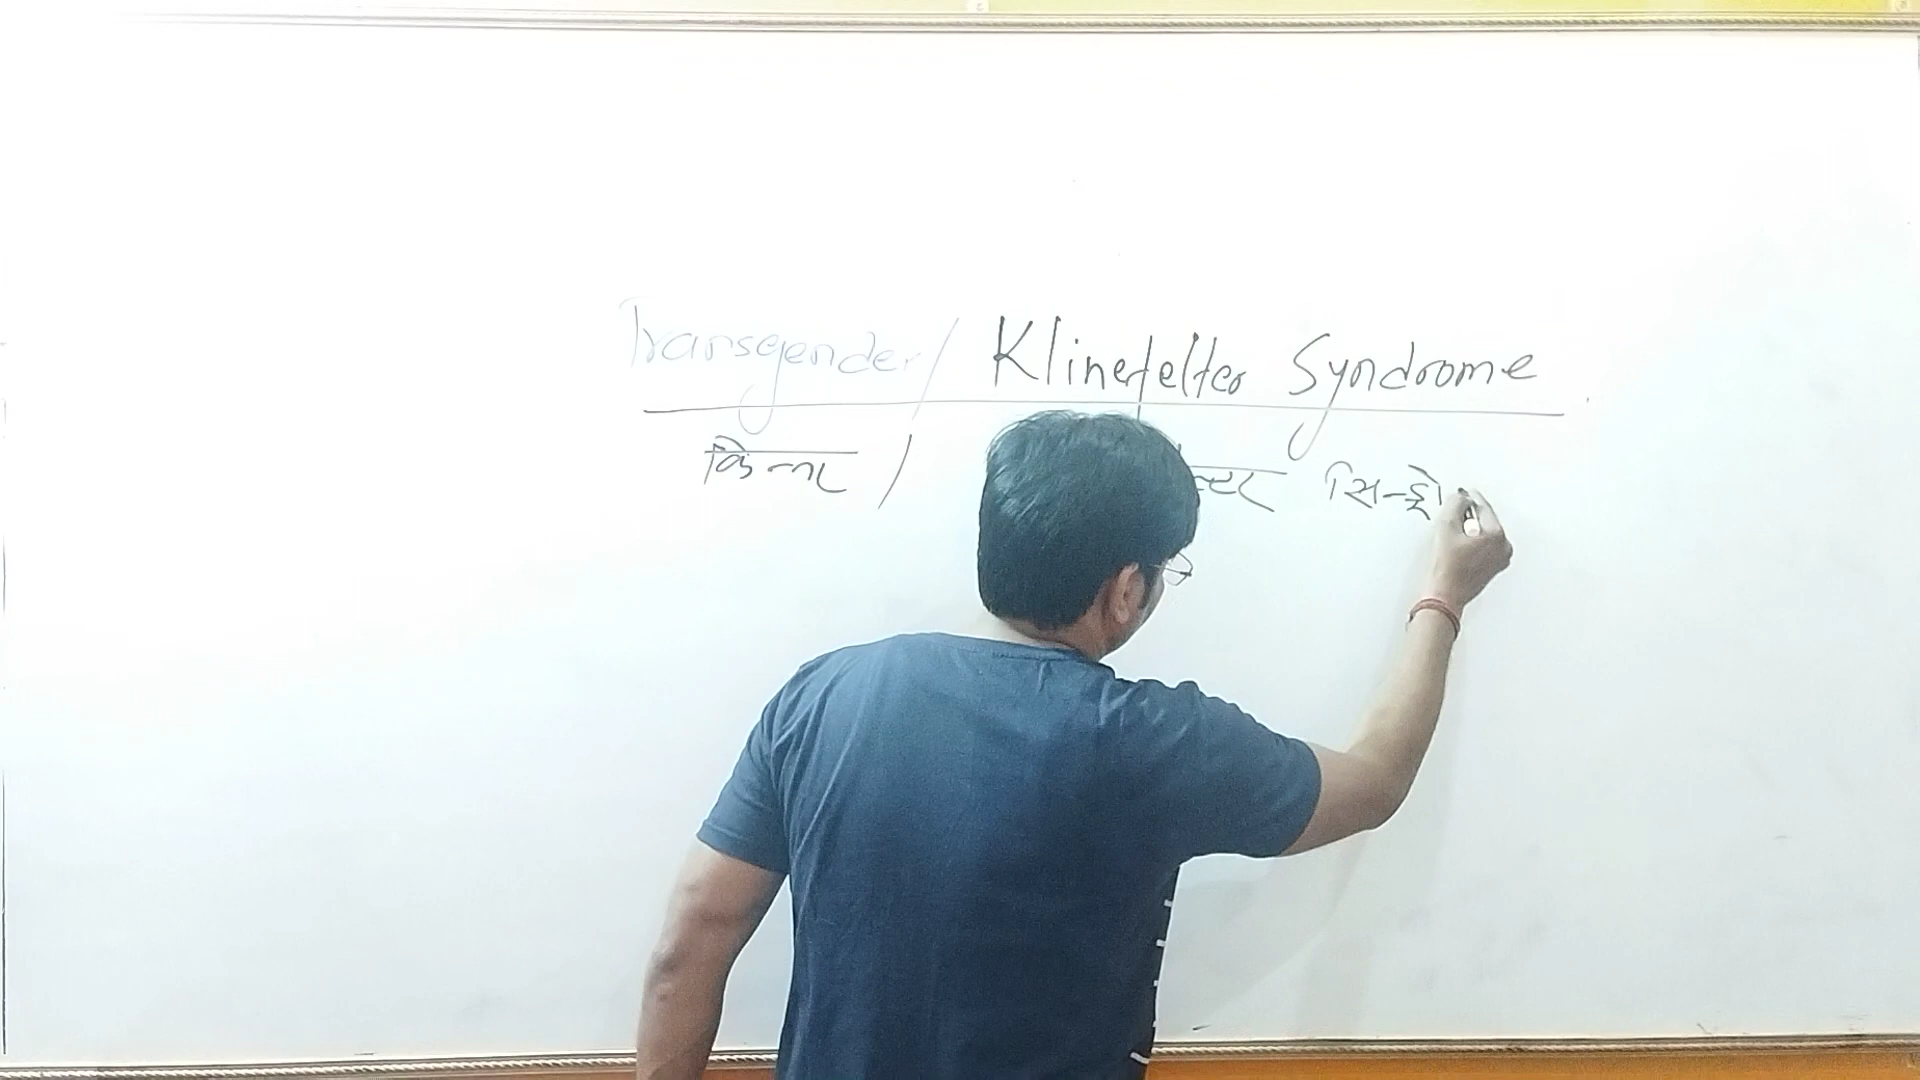 Transgender / Klinefelter Syndrome
किन्नर /